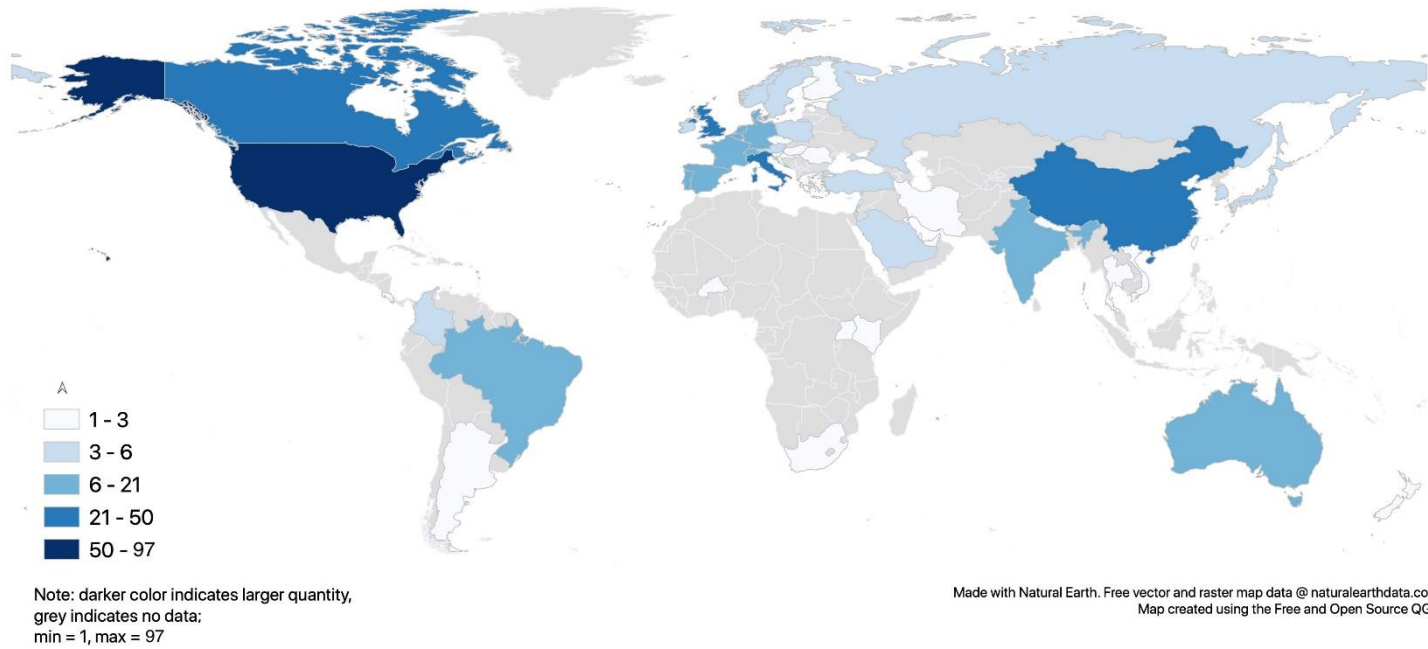 1 - 3
3 - 6
6 - 21
21 - 50
50 - 97
Note: darker color indicates larger quantity,
grey indicates no data;
min = 1, max = 97
Made with Natural Earth. Free vector and raster map data @ naturalearthdata.co
Map created using the Free and Open Source QG